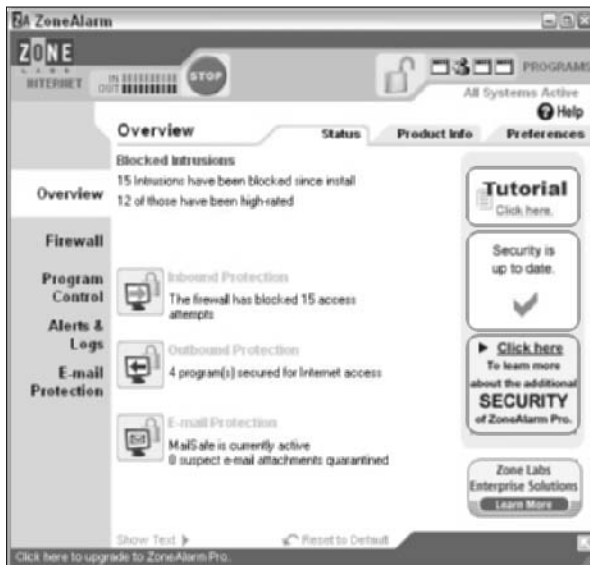 ZA ZoneAlarm
ZONE
LABS
INTERNET
IN
OUT
STOP
PROGRAMS
All Systems Active
Help
Overview
Status
Product Info
Preferences
Blocked Intrusions
15 Intrusions have been blocked since install
12 of those have been high-rated
Overview
Firewall
Program
Control
Alerts &
Logs
E-mail
Protection
Inbound Protection
The firewall has blocked 15 access
attempts
Outbound Protection
4 program(s) secured for Internet access
E-mail Protection
MailSafe is currently active
0 suspect e-mail attachments quarantined
Tutorial
Click here.
Security is
up to date.
Click here
To learn more
about the additional
SECURITY
of ZoneAlarm Pro.
Zone Labs
Enterprise Solutions
Learn More
Show Text
Reset to Default
Click here to upgrade to ZoneAlarm Pro.